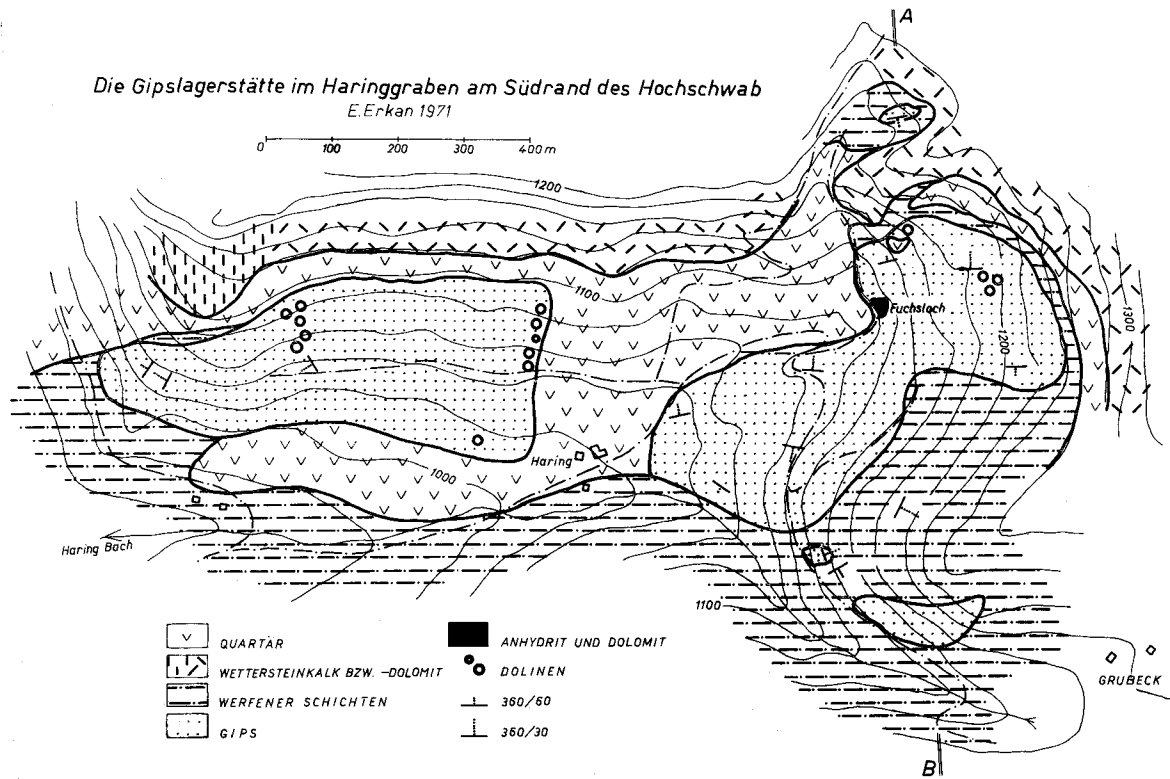 A
Die Gipslagerstätte im Haringgraben am Südrand des Hochschwab
E.Erkan 1971
0 100 200 300 400 m
1200
1100
Fuchsloch
1300
1200
Haring
1000
Haring Bach
1100
GRUBECK
QUARTÄR
WETTERSTEINKALK BZW. -DOLOMIT
WERFENER SCHICHTEN
GIPS
ANHYDRIT UND DOLOMIT
DOLINEN
360/60
360/30
B